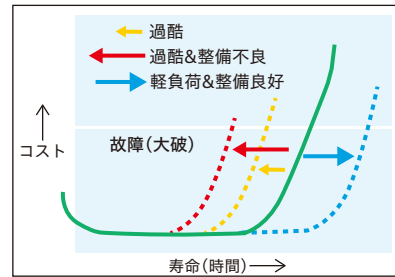 過酷
過酷&整備不良
軽負荷&整備良好
故障(大破)
コスト
寿命(時間)